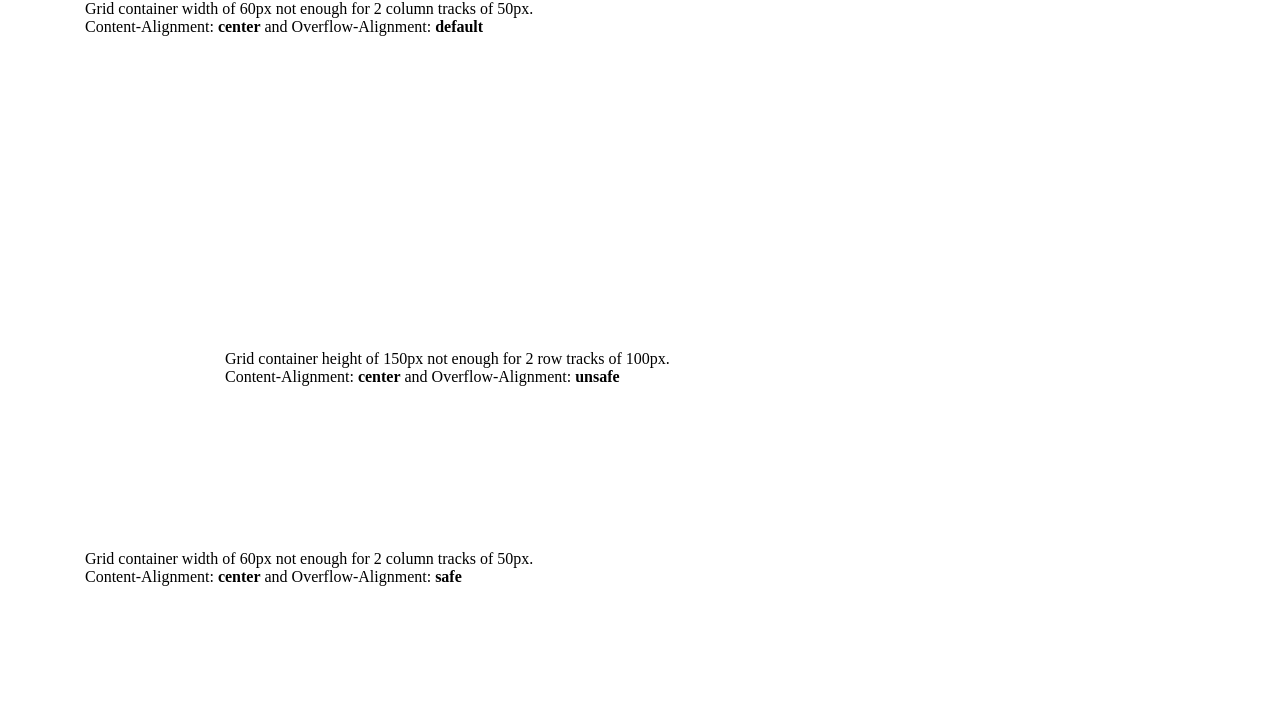 Grid container width of 60px not enough for 2 column tracks of 50px.
Content-Alignment: center and Overflow-Alignment: default
Grid container height of 150px not enough for 2 row tracks of 100px.
Content-Alignment: center and Overflow-Alignment: unsafe
Grid container width of 60px not enough for 2 column tracks of 50px.
Content-Alignment: center and Overflow-Alignment: safe